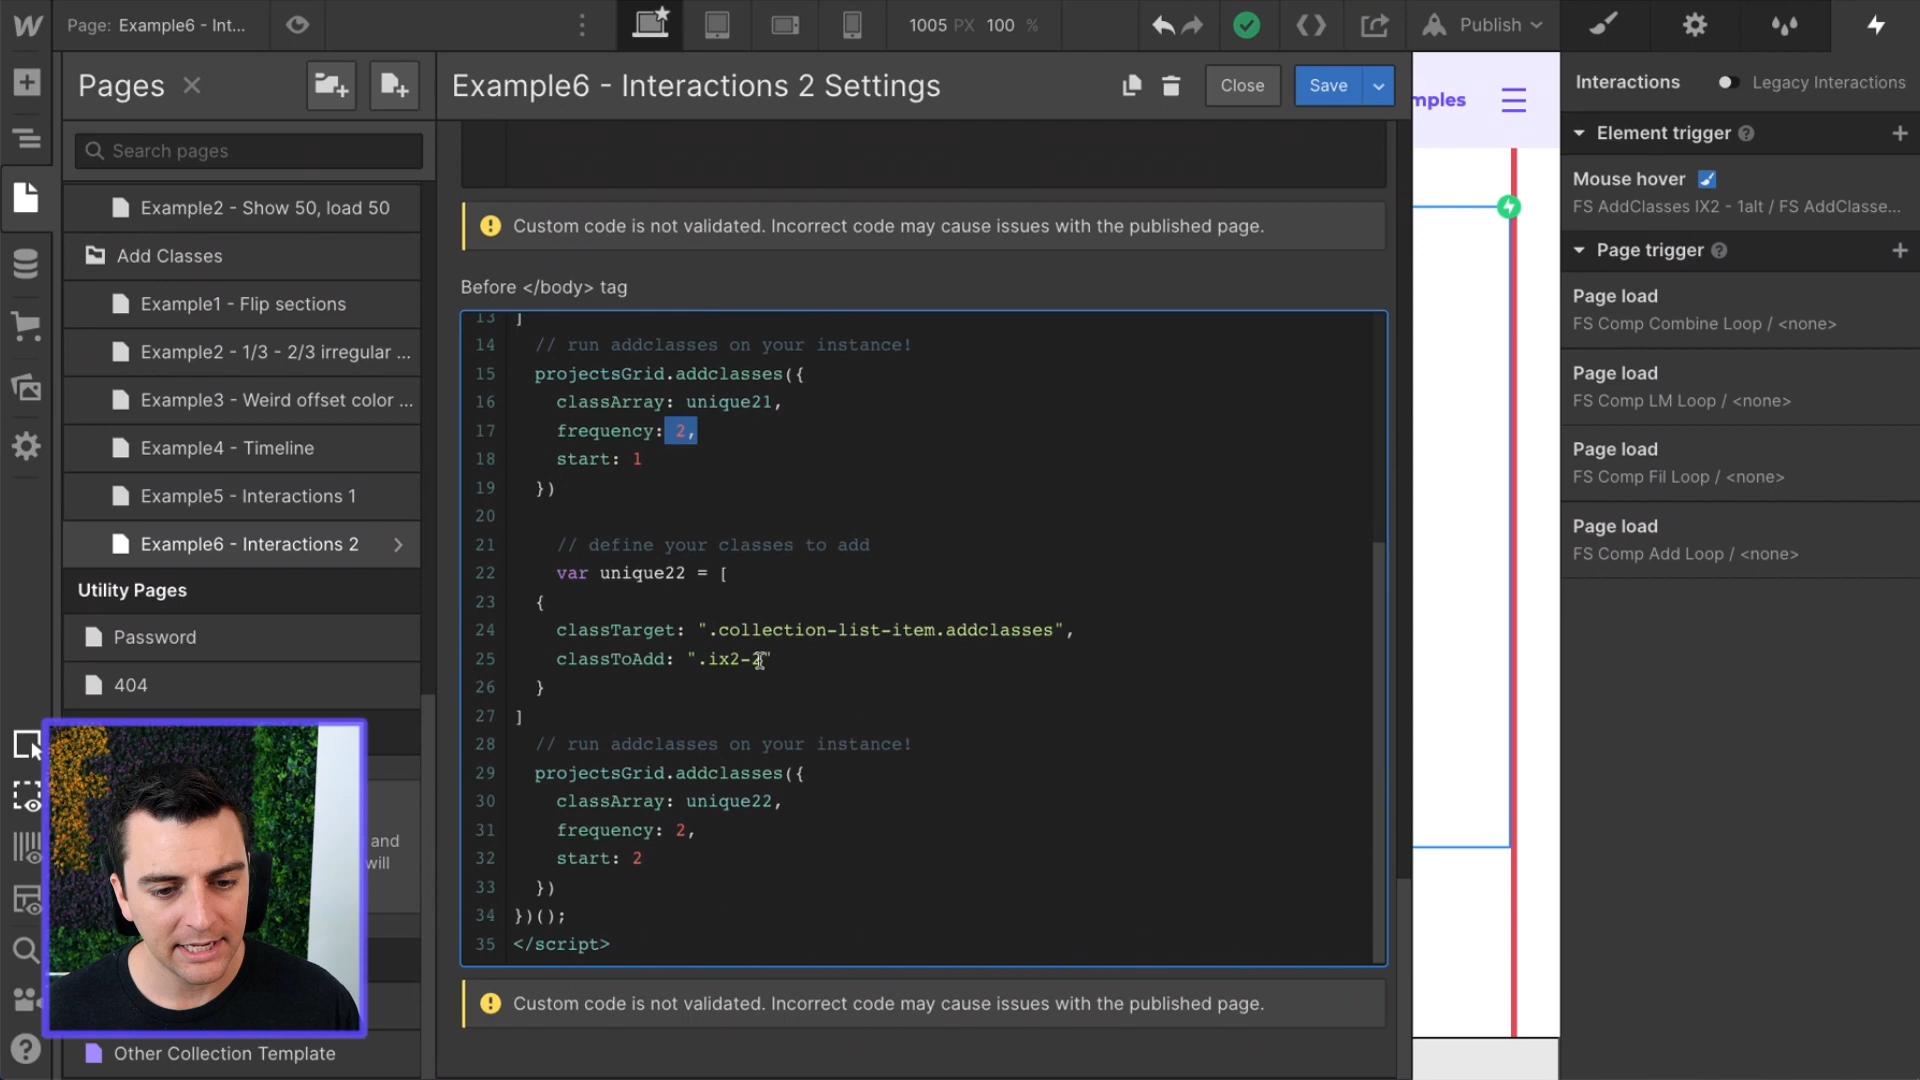 Page: Example6 - Int...
1005 PX 100 %
Publish
Pages
Example6 - Interactions 2 Settings
Close
Save
Search pages
Example2 - Show 50, load 50
Add Classes
Example1 - Flip sections
Example2 - 1/3 - 2/3 irregular ...
Example3 - Weird offset color ...
Example4 - Timeline
Example5 - Interactions 1
Example6 - Interactions 2
Utility Pages
Password
404
and
will
Other Collection Template
Custom code is not validated. Incorrect code may cause issues with the published page.
Before </body> tag
13 ]
14 // run addclasses on your instance!
15 projectsGrid.addclasses({
16 classArray: unique21,
17 frequency: 2,
18 start: 1
19 })
20
21 // define your classes to add
22 var unique22 = [
23 {
24 classTarget: ".collection-list-item.addclasses",
25 classToAdd: ".ix2-2"
26 }
27 ]
28 // run addclasses on your instance!
29 projectsGrid.addclasses({
30 classArray: unique22,
31 frequency: 2,
32 start: 2
33 })
34 })();
35 </script>
Custom code is not validated. Incorrect code may cause issues with the published page.
mples
Interactions
Legacy Interactions
Element trigger
Mouse hover
FS AddClasses IX2 - 1alt / FS AddClasse...
Page trigger
Page load
FS Comp Combine Loop / <none>
Page load
FS Comp LM Loop / <none>
Page load
FS Comp Fil Loop / <none>
Page load
FS Comp Add Loop / <none>